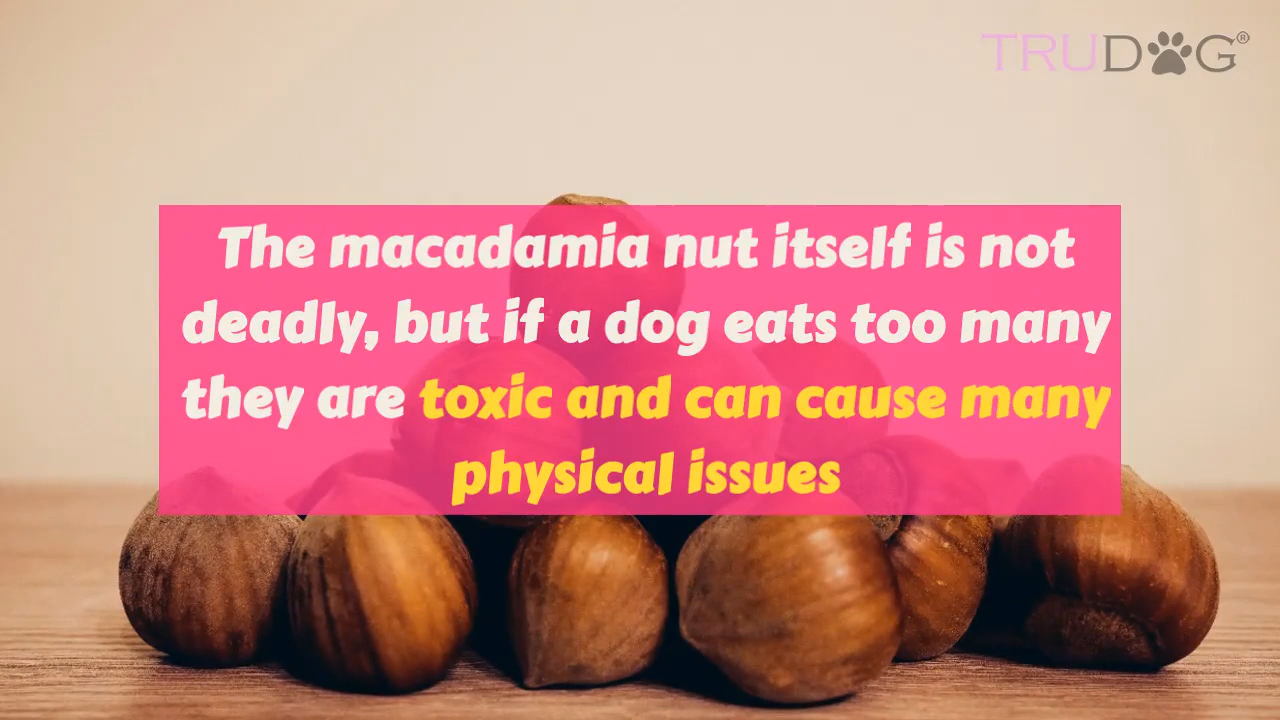 TRUDOG®
The macadamia nut itself is not
deadly, but if a dog eats too many
they are toxic and can cause many
physical issues